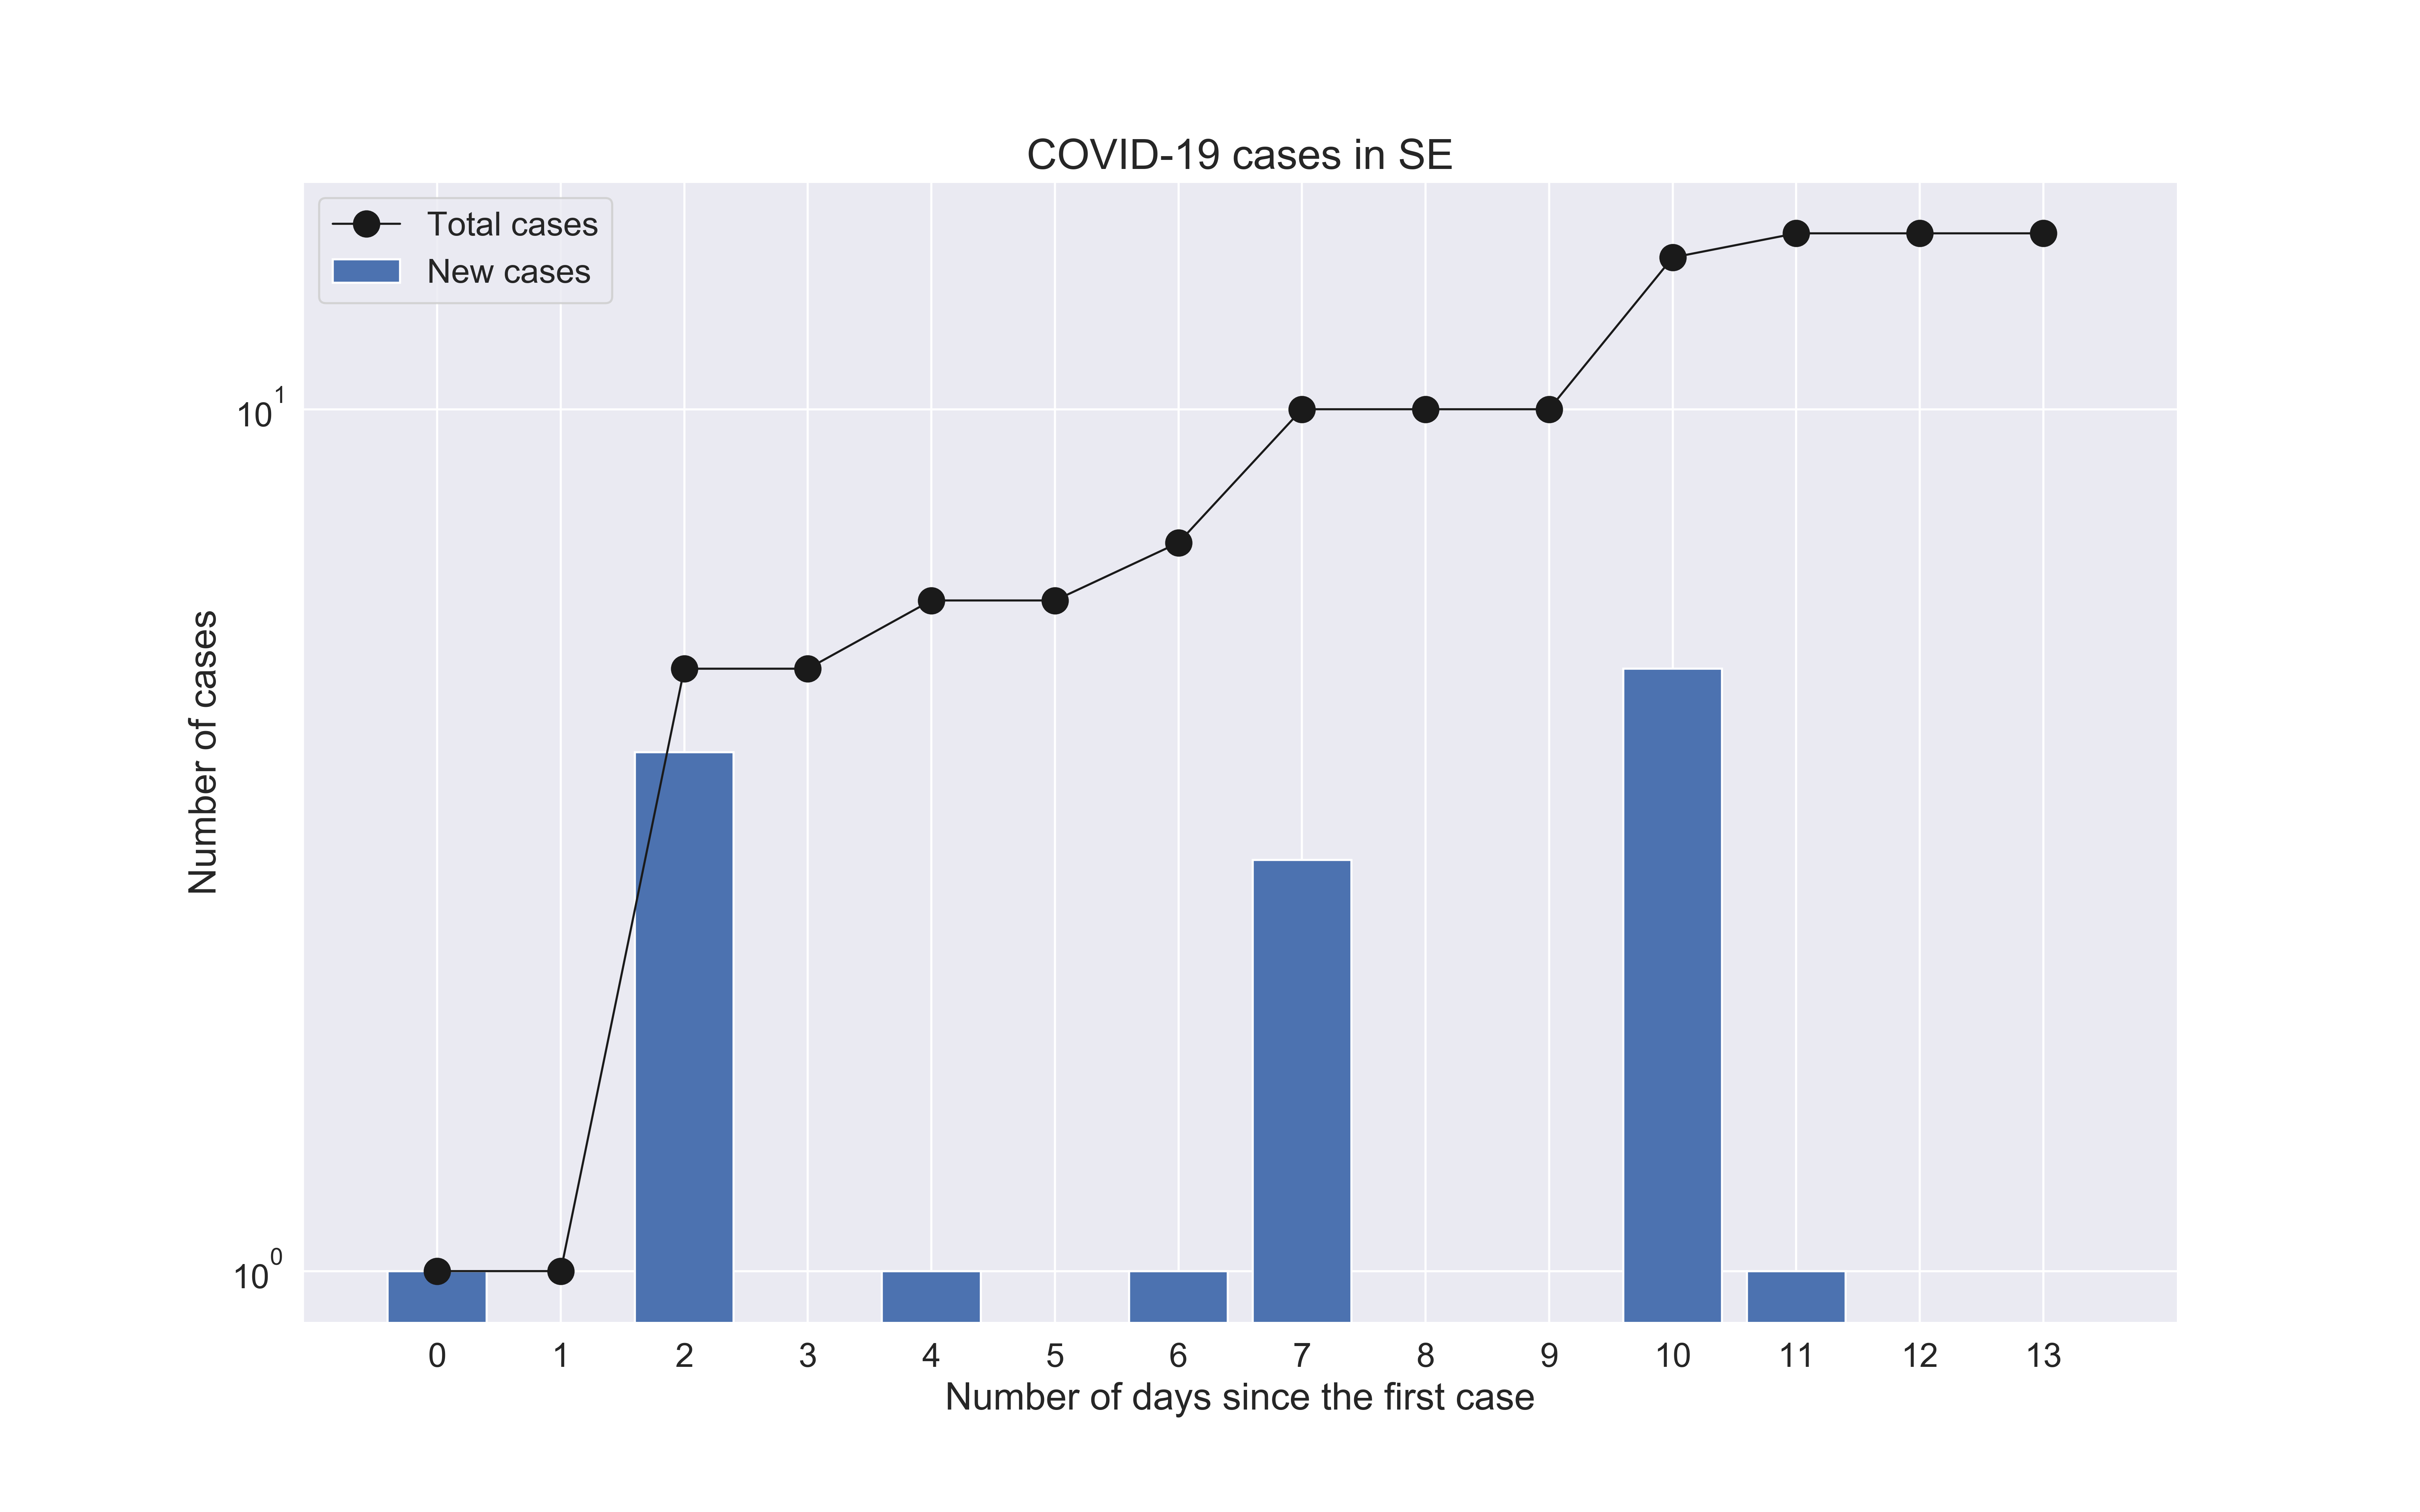 COVID-19 cases in SE
Total cases
New cases
10^1
10^0
Number of cases
0 1 2 3 4 5 6 7 8 9 10 11 12 13
Number of days since the first case